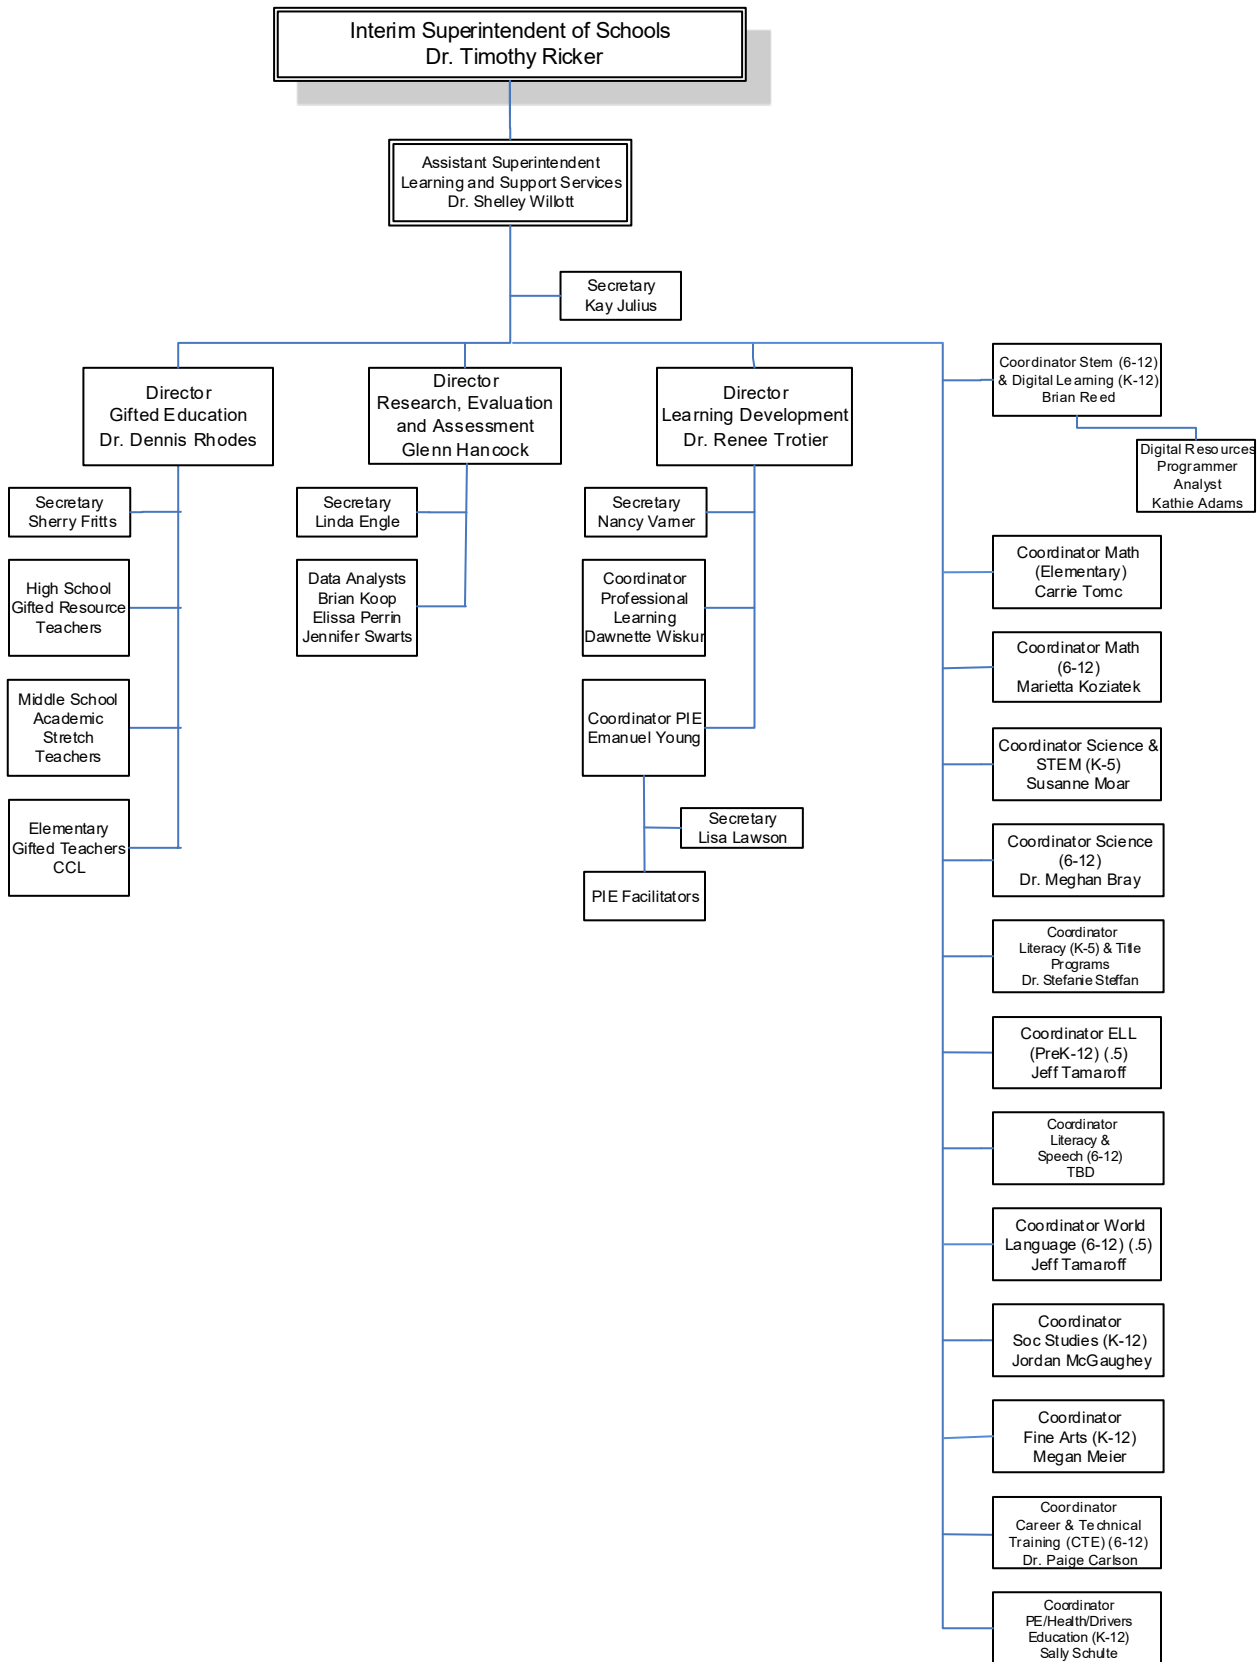 Interim Superintendent of Schools
Dr. Timothy Ricker
Assistant Superintendent
Learning and Support Services
Dr. Shelley Willott
Secretary
Kay Julius
Director
Gifted Education
Dr. Dennis Rhodes
Secretary
Sherry Fritts
High School
Gifted Resource
Teachers
Middle School
Academic
Stretch
Teachers
Elementary
Gifted Teachers
CCL
Director
Research, Evaluation
and Assessment
Glenn Hancock
Secretary
Linda Engle
Data Analysts
Brian Koop
Elissa Perrin
Jennifer Swarts
Director
Learning Development
Dr. Renee Trotier
Secretary
Nancy Varner
Coordinator
Professional
Learning
Dawnette Wiskur
Coordinator PIE
Emanuel Young
Secretary
Lisa Lawson
PIE Facilitators
Coordinator Stem (6-12)
& Digital Learning (K-12)
Brian Reed
Digital Resources
Programmer
Analyst
Kathie Adams
Coordinator Math
(Elementary)
Carrie Tomc
Coordinator Math
(6-12)
Marietta Koziatek
Coordinator Science &
STEM (K-5)
Susanne Moar
Coordinator Science
(6-12)
Dr. Meghan Bray
Coordinator
Literacy (K-5) & Title
Programs
Dr. Stefanie Steffan
Coordinator ELL
(PreK-12) (.5)
Jeff Tamaroff
Coordinator
Literacy &
Speech (6-12)
TBD
Coordinator World
Language (6-12) (.5)
Jeff Tamaroff
Coordinator
Soc Studies (K-12)
Jordan McGaughey
Coordinator
Fine Arts (K-12)
Megan Meier
Coordinator
Career & Technical
Training (CTE) (6-12)
Dr. Paige Carlson
Coordinator
PE/Health/Drivers
Education (K-12)
Sally Schulte